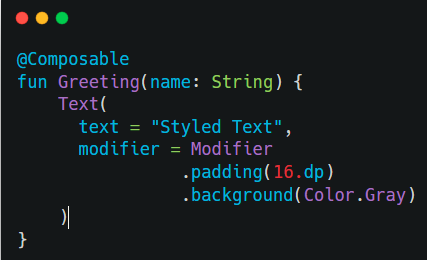 @Composable
fun Greeting(name: String) {
    Text(
      text = "Styled Text",
      modifier = Modifier
                .padding(16.dp)
                .background(Color.Gray)
    )
}